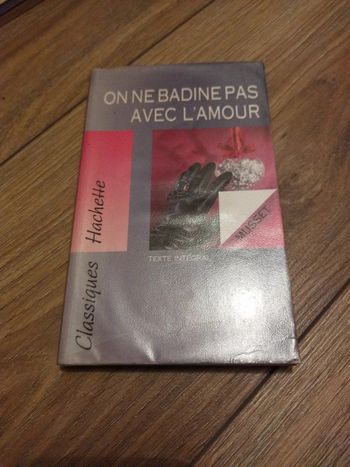 ON NE BADINE PAS
AVEC L'AMOUR
MUSSET
TEXTE INTÉGRAL
Classiques Hachette